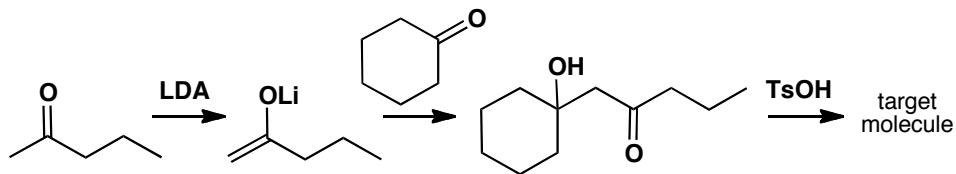 O
LDA
OLi
O
OH
O
TsOH
target
molecule